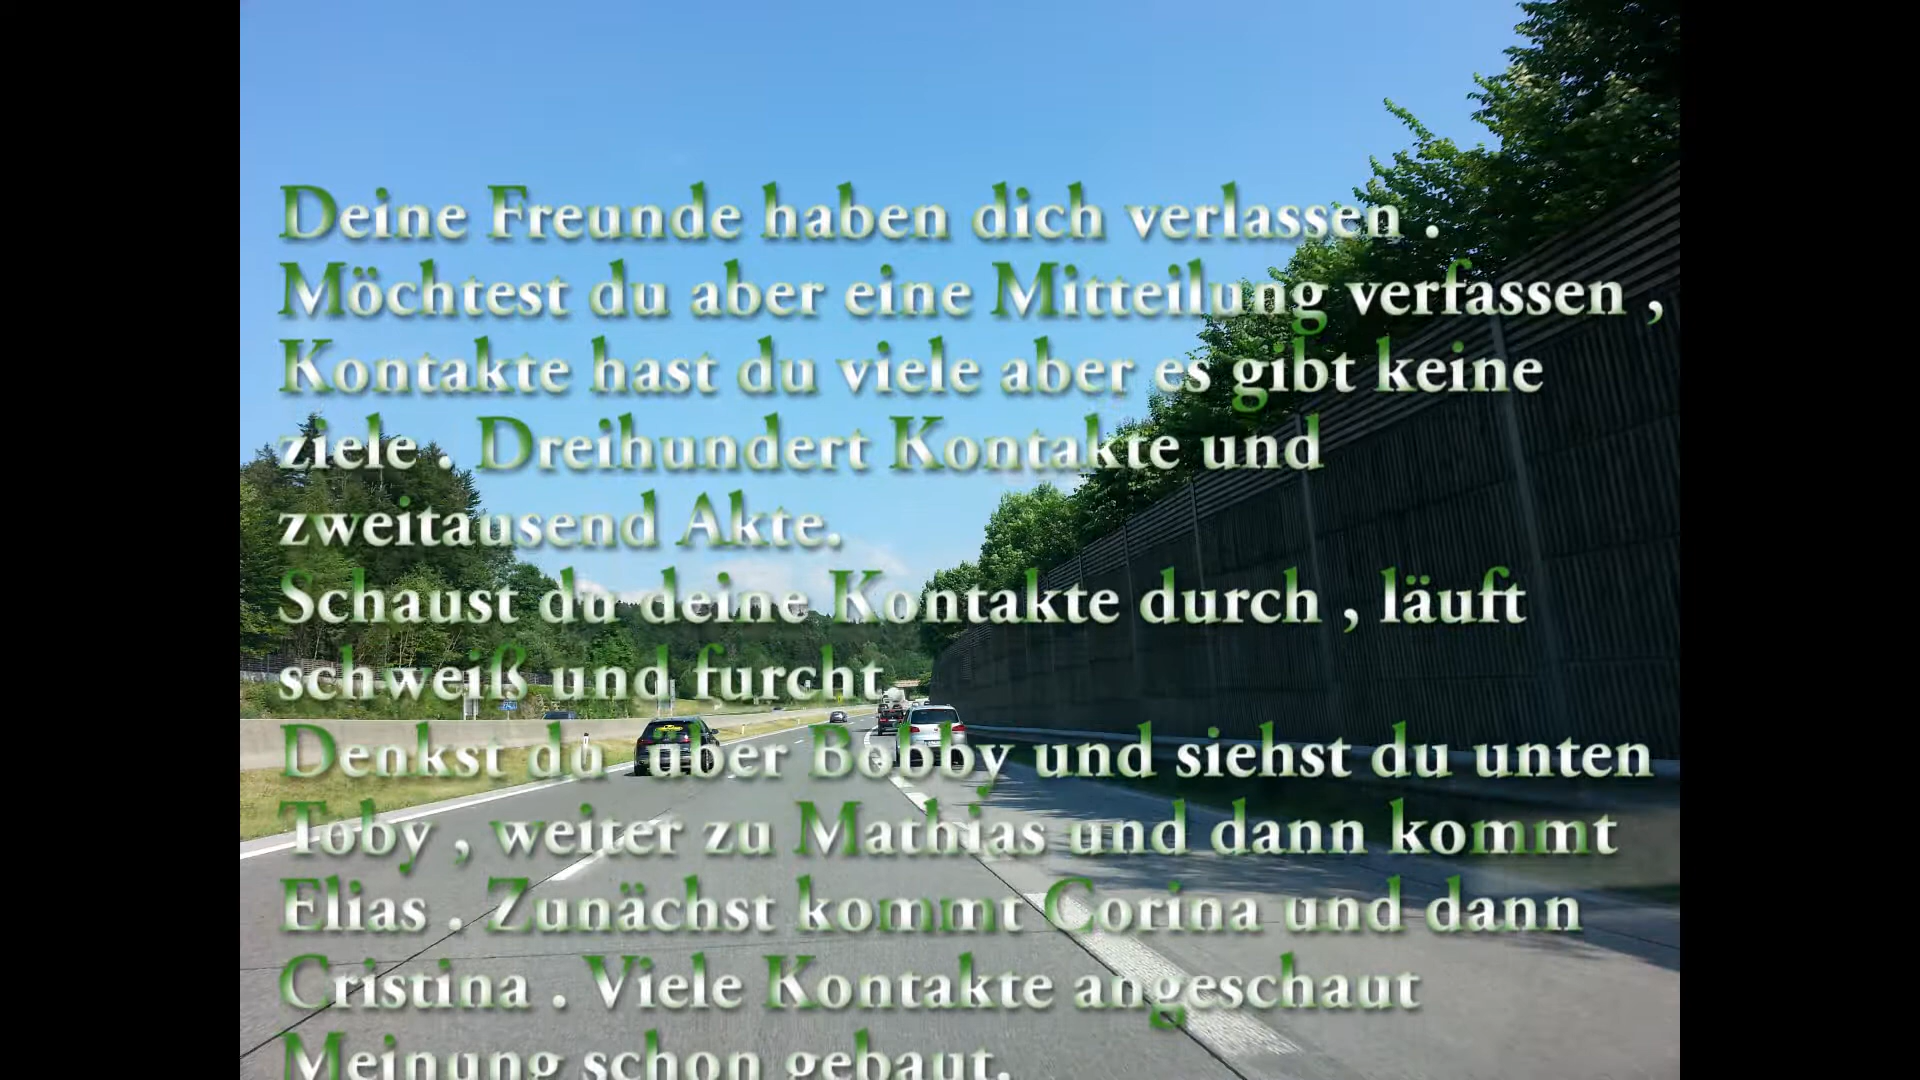 Deine Freunde haben dich verlassen .
Möchtest du aber eine Mitteilung verfassen ,
Kontakte hast du viele aber es gibt keine
ziele . Dreihundert Kontakte und
zweitausend Akte.
Schaust du deine Kontakte durch , läuft
schweiß und furcht
Denkst du über Bobby und siehst du unten
Toby , weiter zu Mathias und dann kommt
Elias . Zunächst kommt Corina und dann
Cristina . Viele Kontakte angeschaut
Meinung schon gebaut.